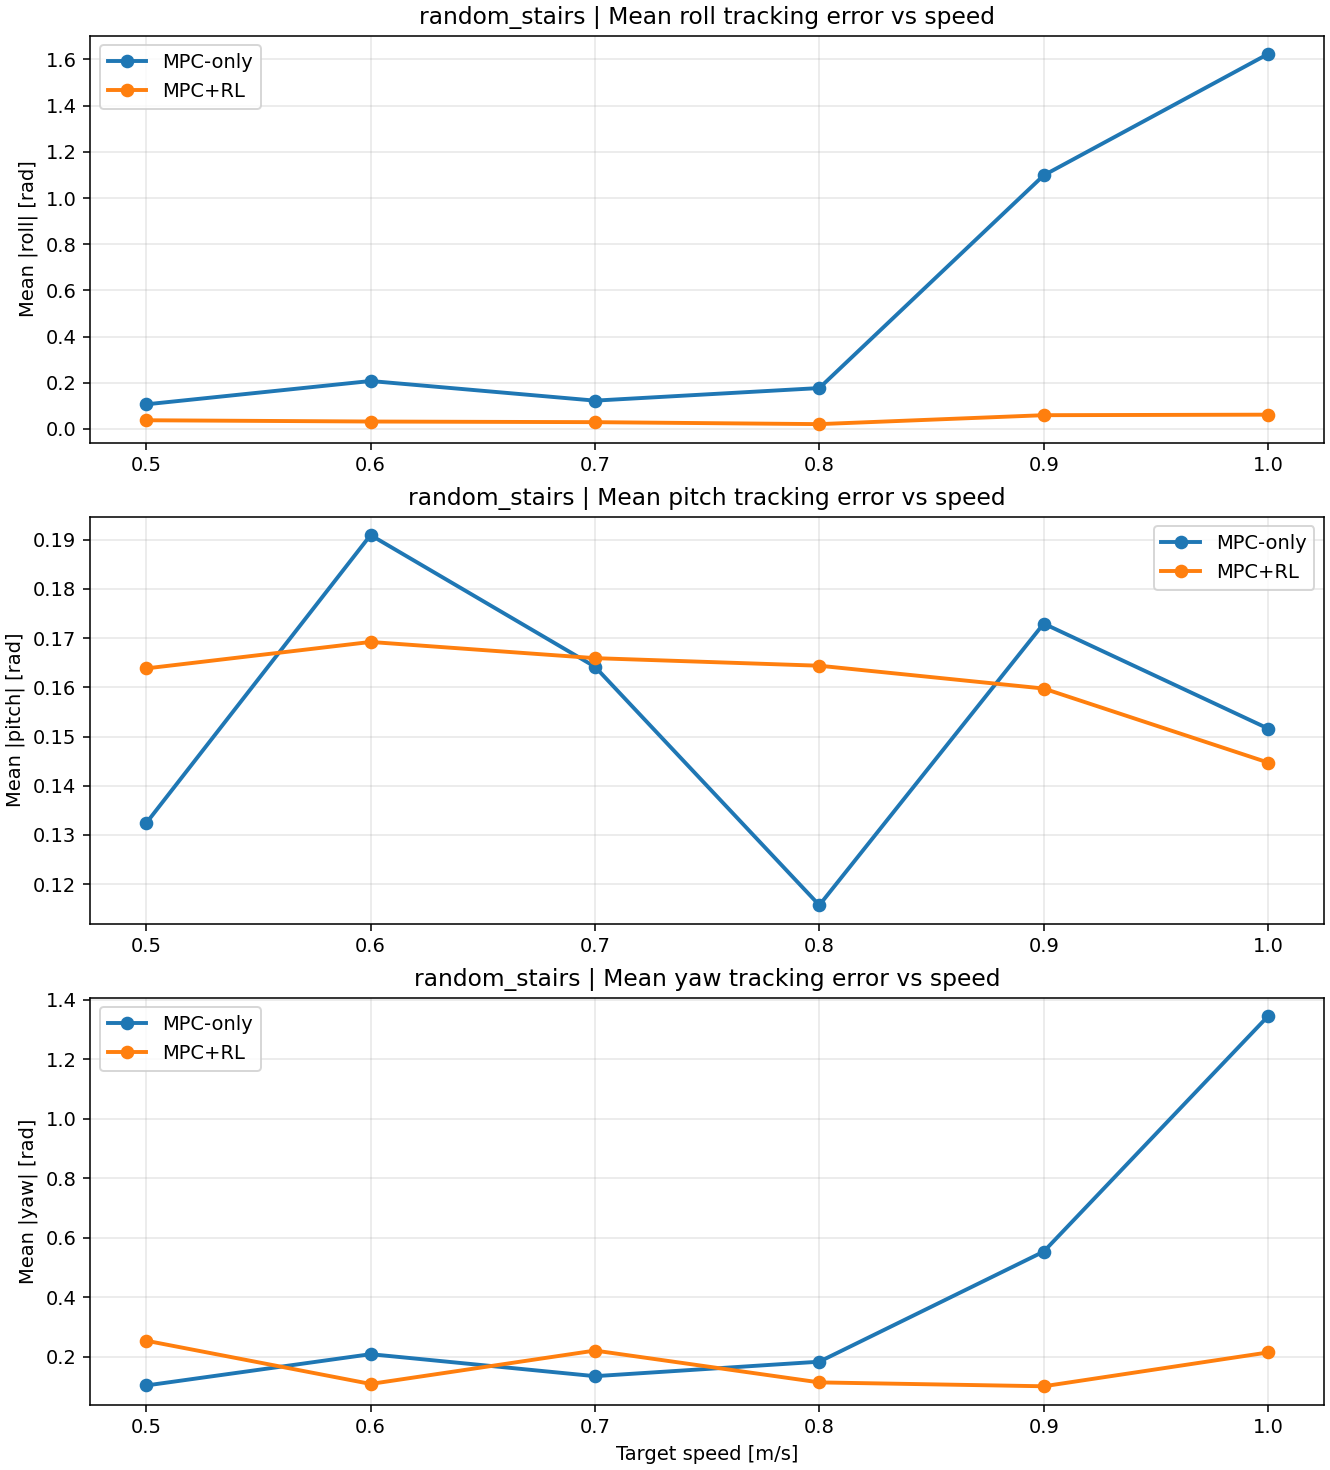 random_stairs | Mean roll tracking error vs speed
MPC-only
MPC+RL
Mean |roll| [rad]
1.6
1.4
1.2
1.0
0.8
0.6
0.4
0.2
0.0
0.5 0.6 0.7 0.8 0.9 1.0
random_stairs | Mean pitch tracking error vs speed
MPC-only
MPC+RL
Mean |pitch| [rad]
0.19
0.18
0.17
0.16
0.15
0.14
0.13
0.12
0.5 0.6 0.7 0.8 0.9 1.0
random_stairs | Mean yaw tracking error vs speed
MPC-only
MPC+RL
Mean |yaw| [rad]
1.4
1.2
1.0
0.8
0.6
0.4
0.2
0.5 0.6 0.7 0.8 0.9 1.0
Target speed [m/s]